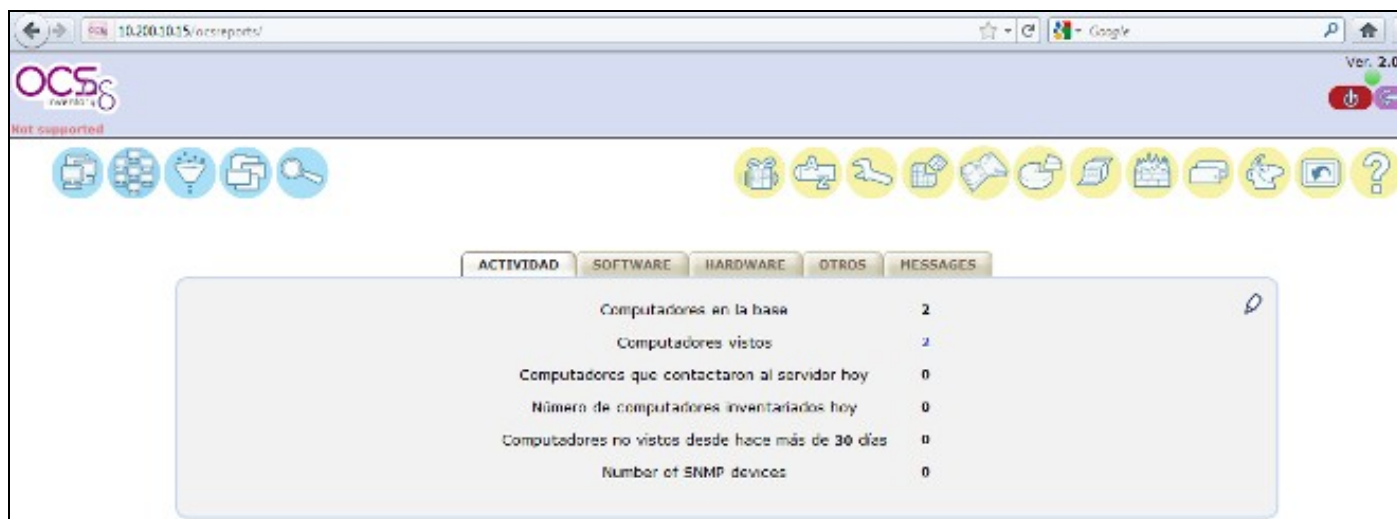 10.200.10.15/ocsreports/
Google
OCS
inventory
Ver. 2.0
Not supported
ACTIVIDAD SOFTWARE HARDWARE OTROS MESSAGES
Computadores en la base 2
Computadores vistos 2
Computadores que contactaron al servidor hoy 0
Número de computadores inventariados hoy 0
Computadores no vistos desde hace más de 30 días 0
Number of SNMP devices 0